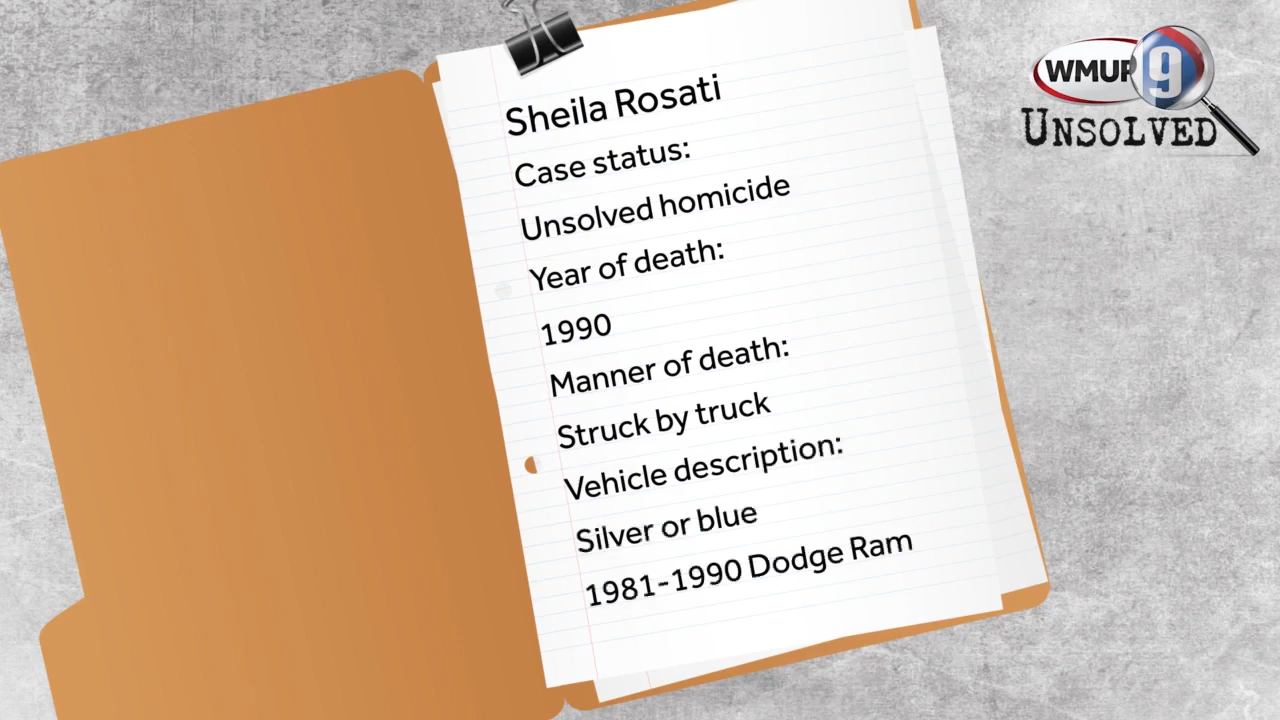 Sheila Rosati
Case status:
Unsolved homicide
Year of death:
1990
Manner of death:
Struck by truck
Vehicle description:
Silver or blue
1981-1990 Dodge Ram
WMUR 9
UNSOLVED